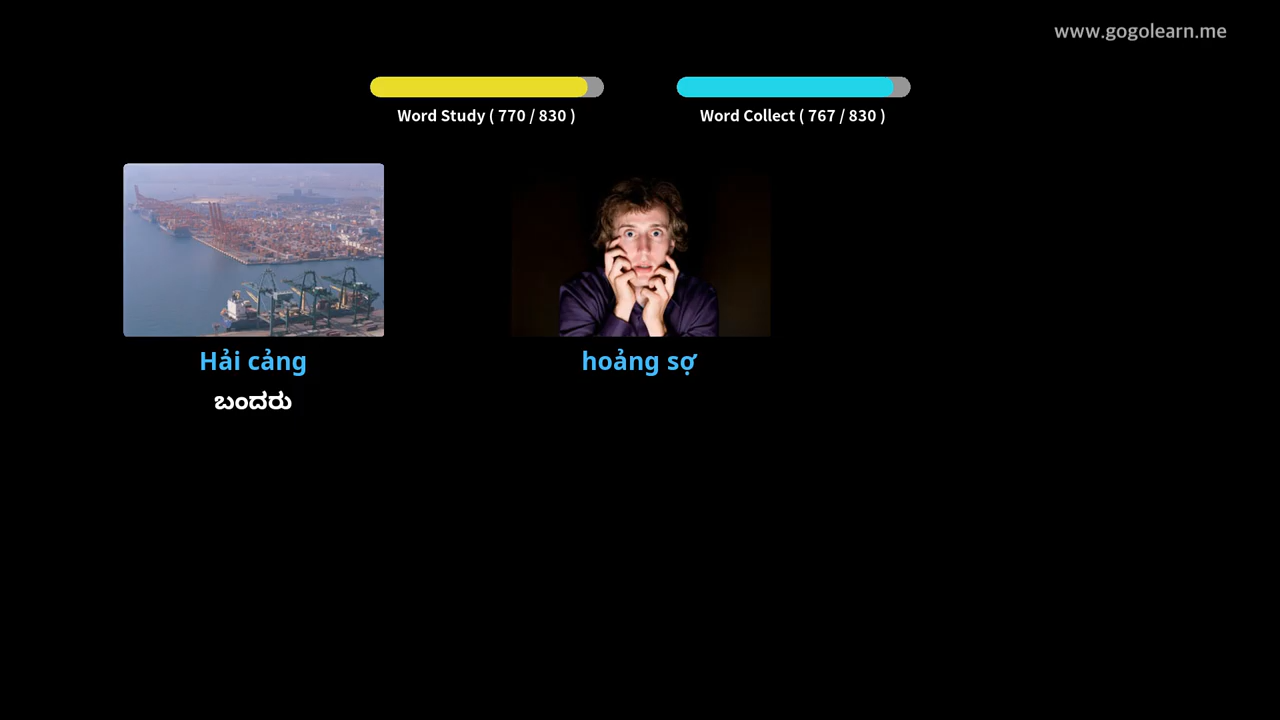 www.gogolearn.me
Word Study ( 770 / 830 )
Word Collect ( 767 / 830 )
Hải cảng
ಬಂದರು
hoảng sợ